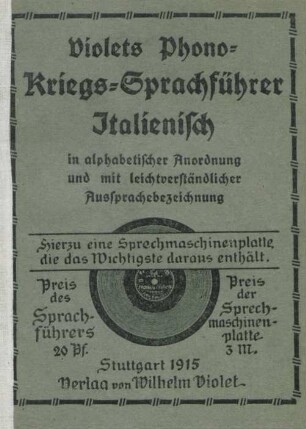 Violets Phono=
Kriegs=Sprachführer
Italienisch
in alphabetischer Anordnung
und mit leichtverständlicher
Aussprachebezeichnung
Hierzu eine Sprechmaschinenplatte,
die das Wichtigste daraus enthält.
Preis
des
Sprach-
führers
20 Pf.
Preis
der
Sprech-
maschinen-
platte
3 M.
Stuttgart 1915
Verlag von Wilhelm Violet